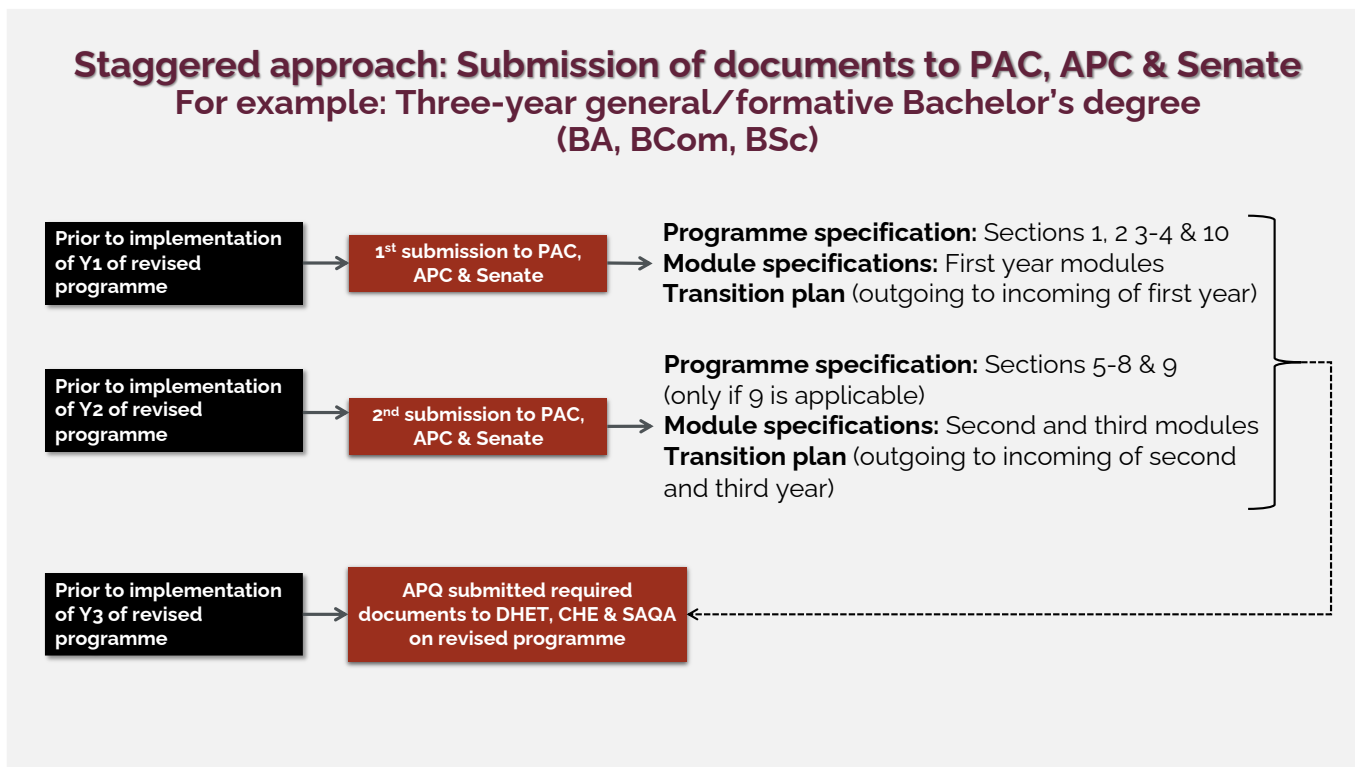 Staggered approach: Submission of documents to PAC, APC & Senate
For example: Three-year general/formative Bachelor's degree
(BA, BCom, BSc)
Prior to implementation
of Y1 of revised
programme
1st submission to PAC,
APC & Senate
Programme specification: Sections 1, 2 3-4 & 10
Module specifications: First year modules
Transition plan (outgoing to incoming of first year)
Prior to implementation
of Y2 of revised
programme
2nd submission to PAC,
APC & Senate
Programme specification: Sections 5-8 & 9
(only if 9 is applicable)
Module specifications: Second and third modules
Transition plan (outgoing to incoming of second
and third year)
Prior to implementation
of Y3 of revised
programme
APQ submitted required
documents to DHET, CHE & SAQA
on revised programme